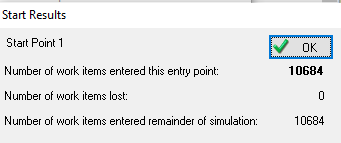 Start Results
Start Point 1
OK
Number of work items entered this entry point: 10684
Number of work items lost: 0
Number of work items entered remainder of simulation: 10684